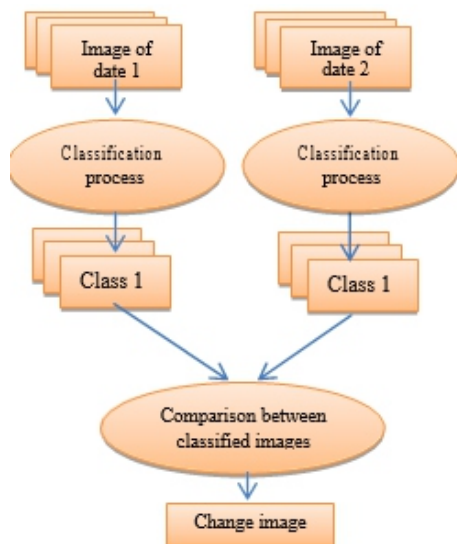 Image of
date 1
Image of
date 2
Classification
process
Classification
process
Class 1
Class 1
Comparison between
classified images
Change image